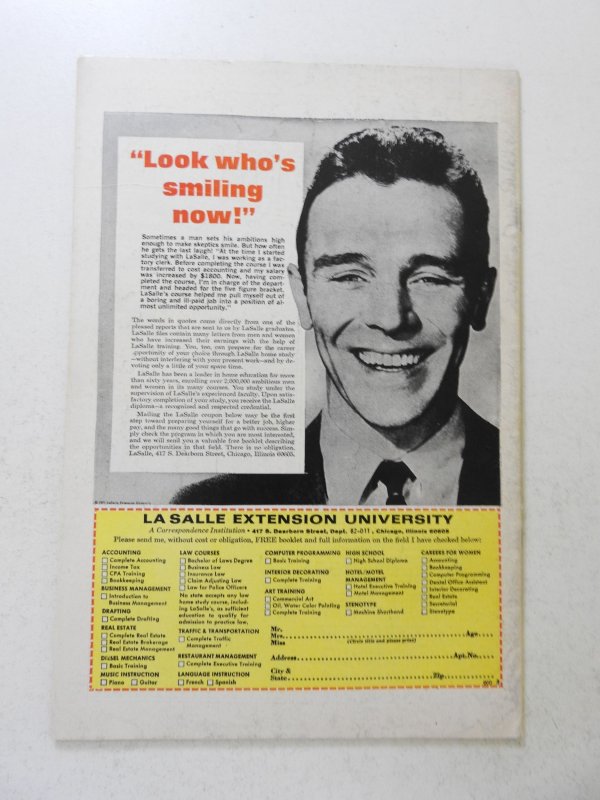 “Look who’s
smiling
now!”
Sometimes a man sets his ambitions high
enough to make skeptics smile. But how often
he gets the last laugh! “At the time I started
studying with LaSalle, I was working as a fac-
tory clerk. Before completing the course I was
transferred to cost accounting and my salary
was increased by $1800. Now, having com-
pleted the course, I’m in charge of the depart-
ment and headed for the five figure bracket.
LaSalle’s course helped me pull myself out of
a boring and ill-paid job into a position of al-
most unlimited opportunity.”
The words in quotes come directly from one of the
pleased reports that are sent to us by LaSalle graduates.
LaSalle files contain many letters from men and women
who have increased their earnings with the help of
LaSalle training. You, too, can prepare for the career
opportunity of your choice through LaSalle home study
—without interfering with your present work—and by de-
voting only a little of your spare time.
LaSalle has been a leader in home education for more
than sixty years, enrolling over 2,000,000 ambitious men
and women in its many courses. You study under the
supervision of LaSalle’s experienced faculty. Upon satis-
factory completion of your study, you receive the LaSalle
diploma—a recognized and respected credential.
Mailing the LaSalle coupon below may be the first
step toward preparing yourself for a better job, higher
pay, and the many good things that go with success. Sim-
ply check the program in which you are most interested,
and we will send you a valuable free booklet describing
the opportunities in that field. There is no obligation.
LaSalle, 417 S. Dearborn Street, Chicago, Illinois 60605.
LA SALLE EXTENSION UNIVERSITY
A Correspondence Institution • 417 S. Dearborn Street, Dept. 82-011, Chicago, Illinois 60605
Please send me, without cost or obligation, FREE booklet and full information on the field I have checked below:
ACCOUNTING
Complete Accounting
Income Tax
CPA Training
Bookkeeping
BUSINESS MANAGEMENT
Introduction to
Business Management
DRAFTING
Complete Drafting
REAL ESTATE
Complete Real Estate
Real Estate Brokerage
Real Estate Management
DIESEL MECHANICS
Basic Training
MUSIC INSTRUCTION
Piano Guitar
LAW COURSES
Bachelor of Laws Degree
Business Law
Insurance Law
Claim Adjusting Law
Law for Police Officers
No state accepts any law
home study course, includ-
ing LaSalle’s, as sufficient
education to qualify for
admission to practice law.
TRAFFIC & TRANSPORTATION
Complete Traffic
Management
RESTAURANT MANAGEMENT
Complete Executive Training
LANGUAGE INSTRUCTION
French Spanish
COMPUTER PROGRAMMING
Basic Training
INTERIOR DECORATING
Complete Training
ART TRAINING
Commercial Art
Oil; Water Color Painting
Complete Training
HIGH SCHOOL
High School Diploma
HOTEL/MOTEL
MANAGEMENT
Hotel Executive Training
Motel Management
STENOTYPE
Machine Shorthand
CAREERS FOR WOMEN
Accounting
Bookkeeping
Computer Programming
Dental Office Assistant
Interior Decorating
Real Estate
Secretarial
Stenotype
Mr.
Mrs. Age
Miss (Circle title and please print)
Address Apt. No.
City &
State Zip